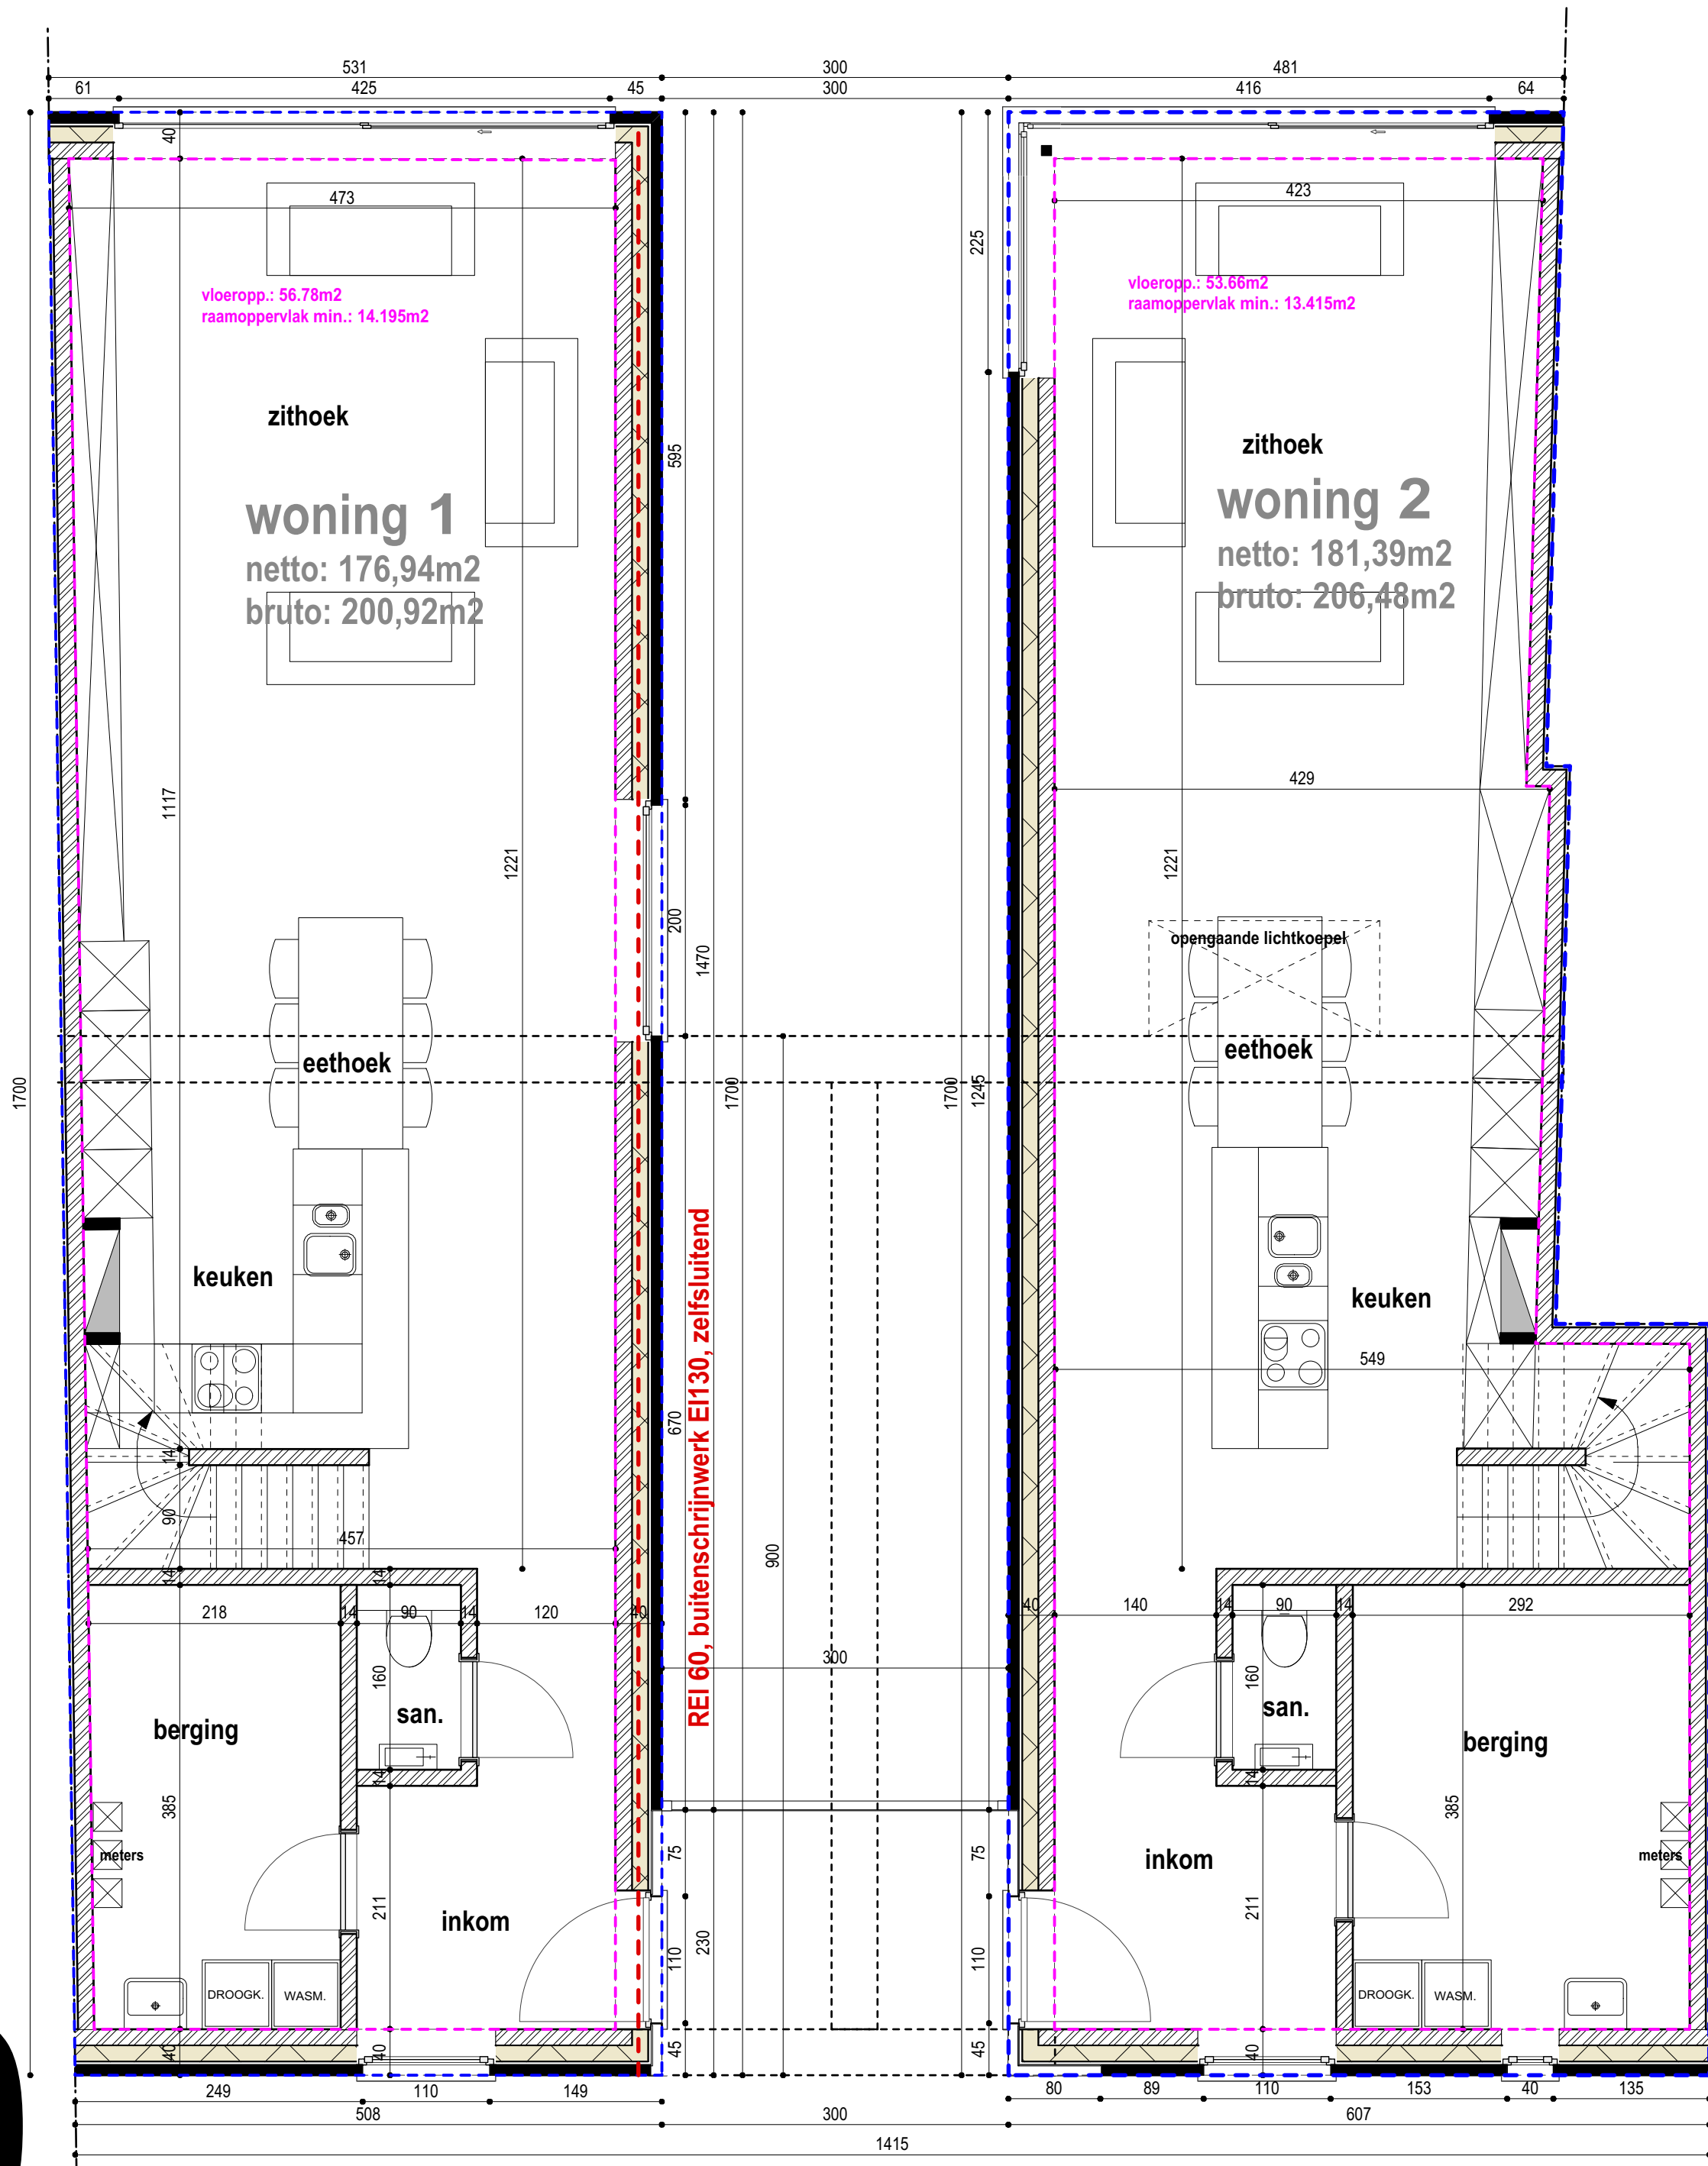 531
300
481
61
425
45
300
416
64
40
473
423
225
vloeropp.: 56.78m2
raamoppervlak min.: 14.195m2
vloeropp.: 53.66m2
raamoppervlak min.: 13.415m2
zithoek
zithoek
595
woning 1
netto: 176,94m2
bruto: 200,92m2
woning 2
netto: 181,39m2
bruto: 206,48m2
429
1117
1221
1221
200
1470
opengaande lichtkoepel
eethoek
eethoek
1700
1700
1700
1245
keuken
keuken
REI 60, buitenschrijnwerk EI130, zelfsluitend
549
670
14
90
457
900
14
14
218
14
90
14
120
40
40
140
14
90
14
292
300
160
160
san.
san.
berging
berging
14
14
385
385
meters
meters
75
75
inkom
inkom
211
211
230
110
110
DROOGK.
WASM.
DROOGK.
WASM.
40
45
45
40
249
110
149
80
89
110
153
40
135
508
300
607
1415